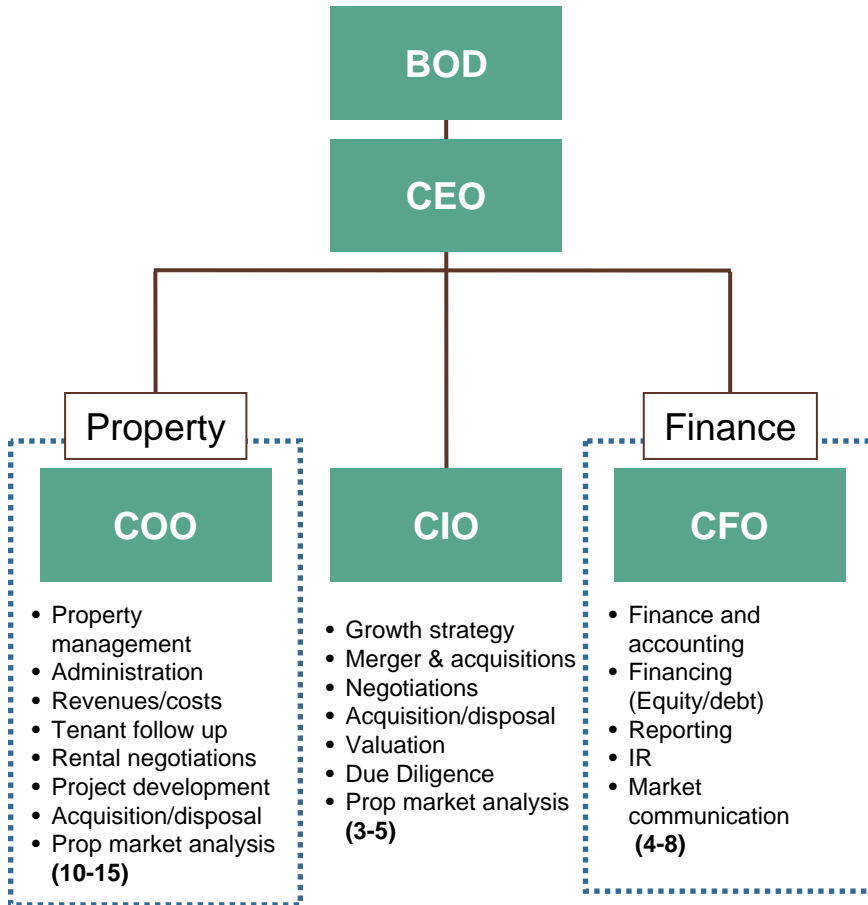 BOD
CEO
Property
COO
• Property
management
• Administration
• Revenues/costs
• Tenant follow up
• Rental negotiations
• Project development
• Acquisition/disposal
• Prop market analysis
(10-15)
CIO
• Growth strategy
• Merger & acquisitions
• Negotiations
• Acquisition/disposal
• Valuation
• Due Diligence
• Prop market analysis
(3-5)
Finance
CFO
• Finance and
accounting
• Financing
(Equity/debt)
• Reporting
• IR
• Market
communication
(4-8)